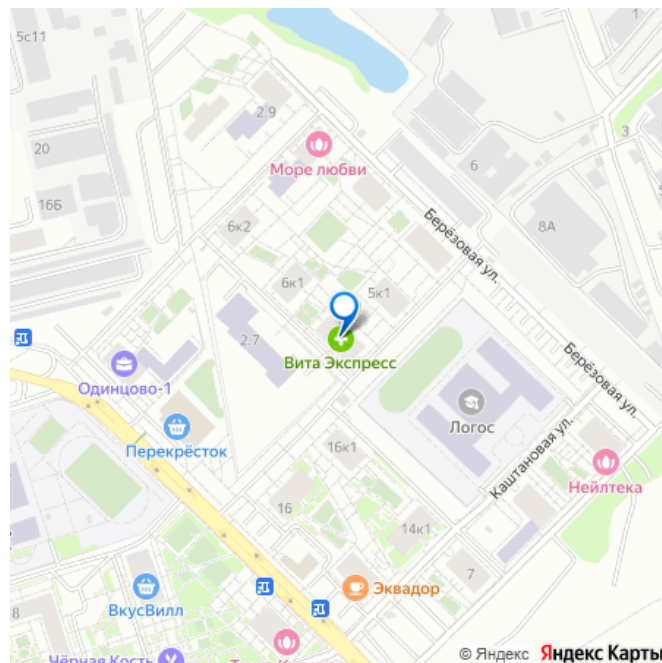 5с11
1
2.9
20
3
Море любви
6
16Б
Берёзовая ул.
6к2
8А
6к1
5к1
2.7
Вита Экспресс
Берёзовая ул.
Одинцово-1
Логос
Перекрёсток
16к1
Каштановая ул.
Нейлтека
16
14к1
7
Эквадор
ВкусВилл
8
Чёрная Кость
© Яндекс Яндекс Карты